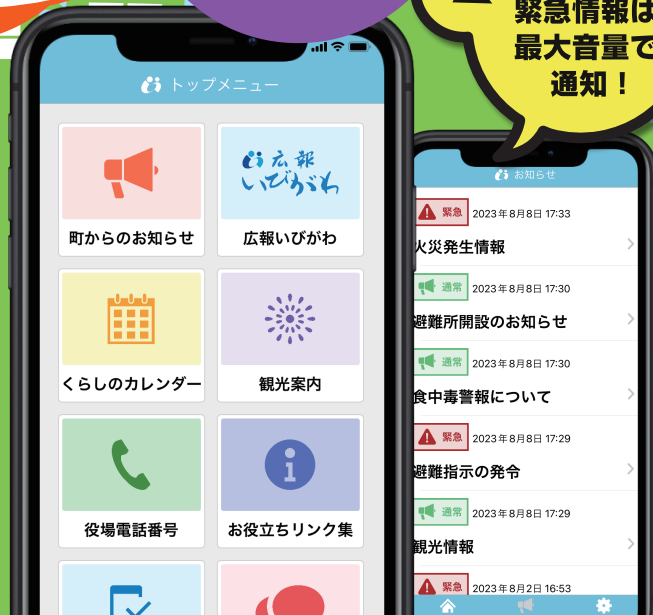 緊急情報は
最大音量で
通知！
トップメニュー
町からのお知らせ
広報
いびがわ
広報いびがわ
くらしのカレンダー
観光案内
役場電話番号
お役立ちリンク集
お知らせ
緊急 2023年8月8日 17:33
火災発生情報
通常 2023年8月8日 17:30
避難所開設のお知らせ
通常 2023年8月8日 17:30
食中毒警報について
緊急 2023年8月8日 17:29
避難指示の発令
通常 2023年8月8日 17:29
観光情報
緊急 2023年8月2日 16:53